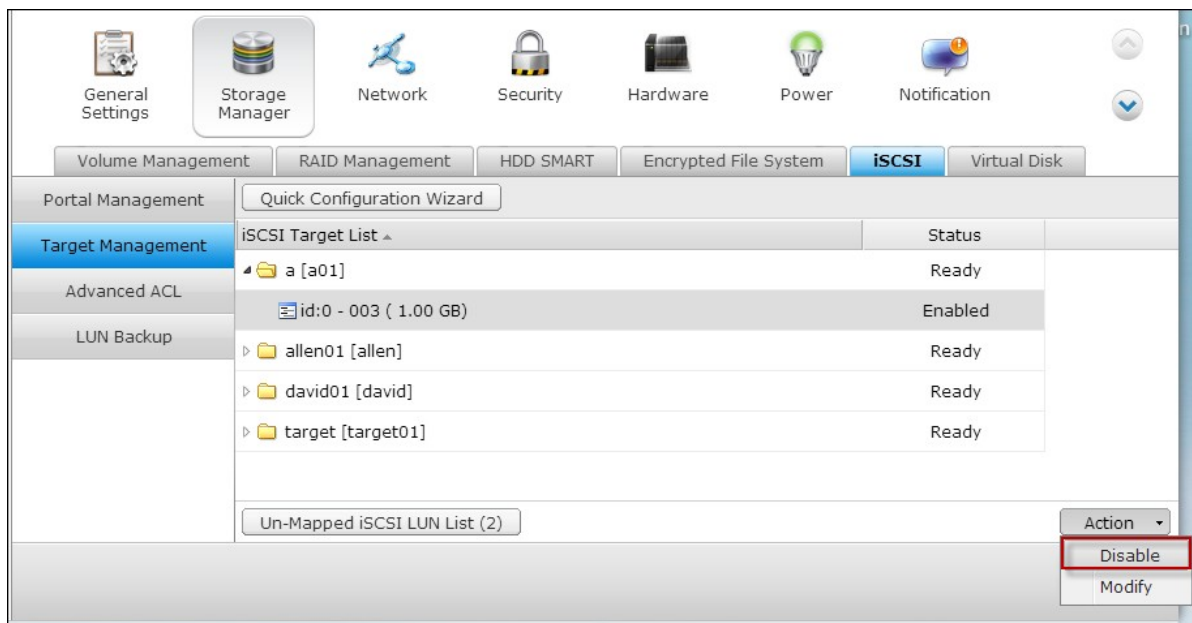 General Settings
Storage Manager
Network
Security
Hardware
Power
Notification
Volume Management
RAID Management
HDD SMART
Encrypted File System
iSCSI
Virtual Disk
Portal Management
Quick Configuration Wizard
Target Management
iSCSI Target List
Status
a [a01]
Ready
Advanced ACL
id:0 - 003 ( 1.00 GB)
Enabled
LUN Backup
allen01 [allen]
Ready
david01 [david]
Ready
target [target01]
Ready
Un-Mapped iSCSI LUN List (2)
Action
Disable
Modify